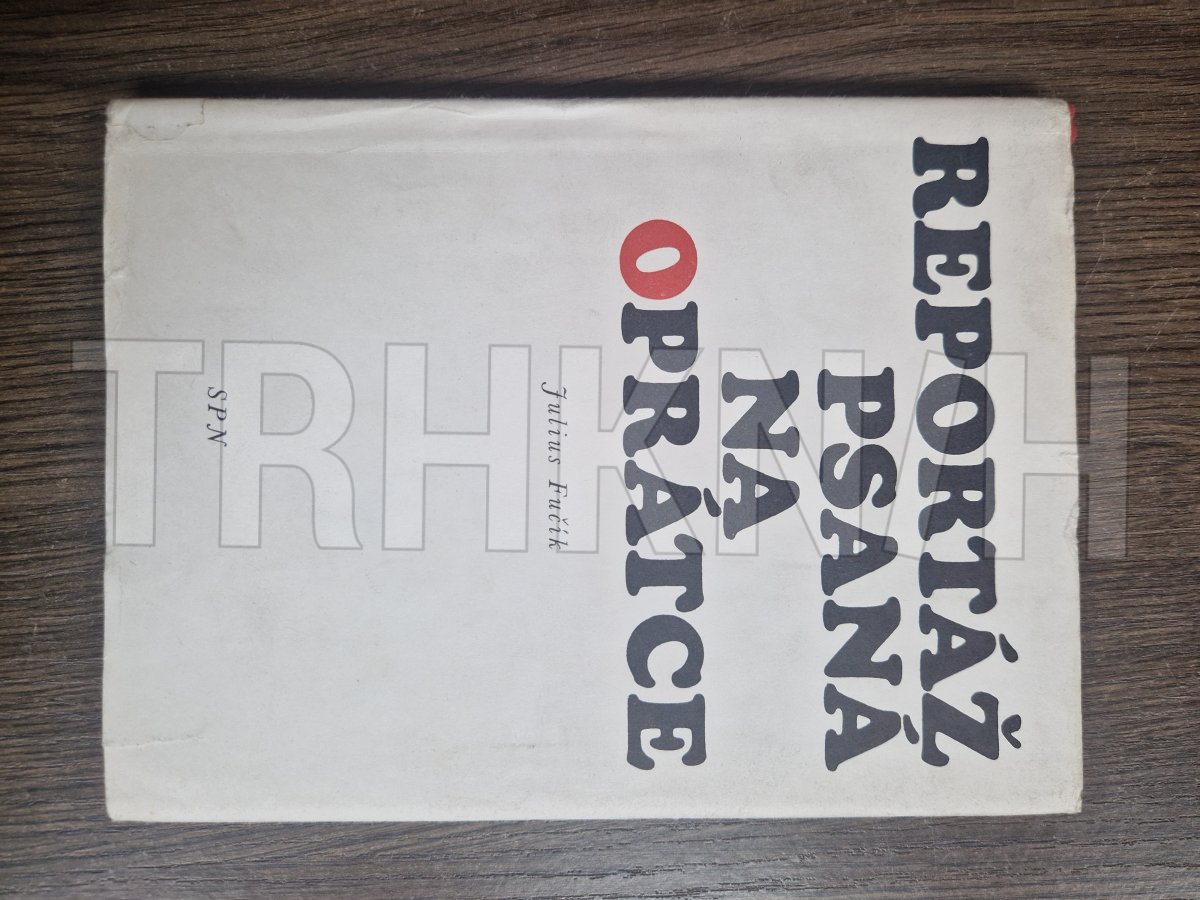 REPORTÁŽ
PSANÁ
NA
OPRÁTCE
Julius Fučík
SPN
TRHKNIH